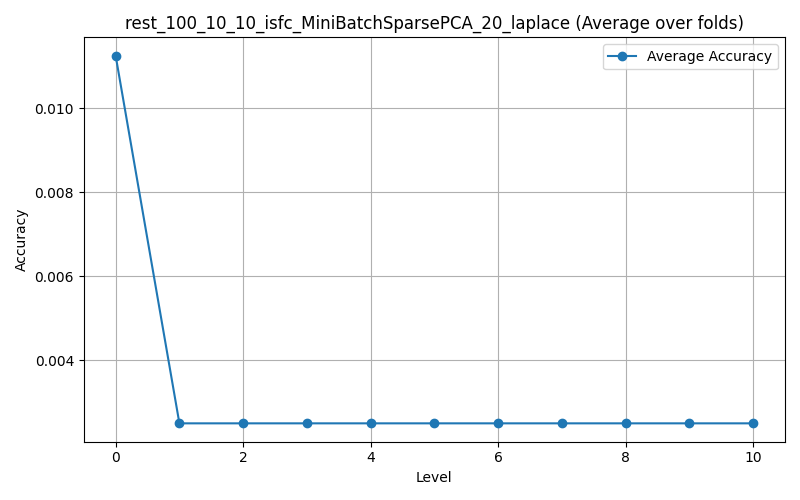 rest_100_10_10_isfc_MiniBatchSparsePCA_20_laplace (Average over folds)
Average Accuracy
0.010
0.008
0.006
0.004
Accuracy
0 2 4 6 8 10
Level